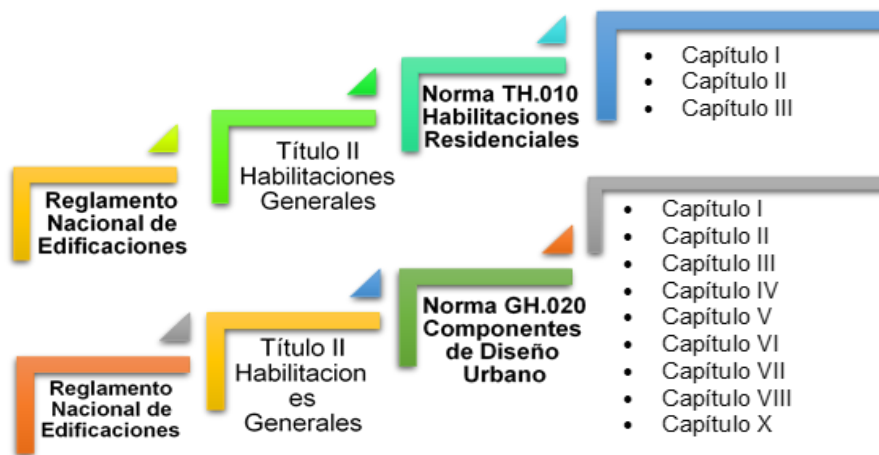 Reglamento
Nacional de
Edificaciones
Título II
Habilitaciones
Generales
Norma TH.010
Habilitaciones
Residenciales
• Capítulo I
• Capítulo II
• Capítulo III
Reglamento
Nacional de
Edificaciones
Título II
Habilitacion
es
Generales
Norma GH.020
Componentes
de Diseño
Urbano
• Capítulo I
• Capítulo II
• Capítulo III
• Capítulo IV
• Capítulo V
• Capítulo VI
• Capítulo VII
• Capítulo VIII
• Capítulo X